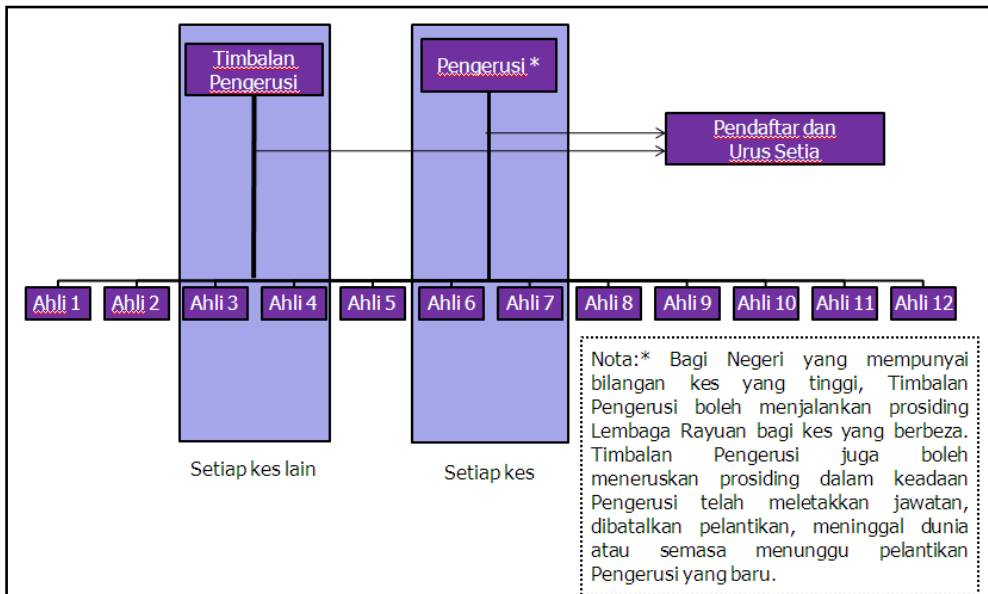 Timbalan
Pengerusi
Pengerusi *
Pendaftar dan
Urus Setia
Ahli 1
Ahli 2
Ahli 3
Ahli 4
Ahli 5
Ahli 6
Ahli 7
Ahli 8
Ahli 9
Ahli 10
Ahli 11
Ahli 12
Setiap kes lain
Setiap kes
Nota:* Bagi Negeri yang mempunyai
bilangan kes yang tinggi, Timbalan
Pengerusi boleh menjalankan prosiding
Lembaga Rayuan bagi kes yang berbeza.
Timbalan Pengerusi juga boleh
meneruskan prosiding dalam keadaan
Pengerusi telah meletakkan jawatan,
dibatalkan pelantikan, meninggal dunia
atau semasa menunggu pelantikan
Pengerusi yang baru.